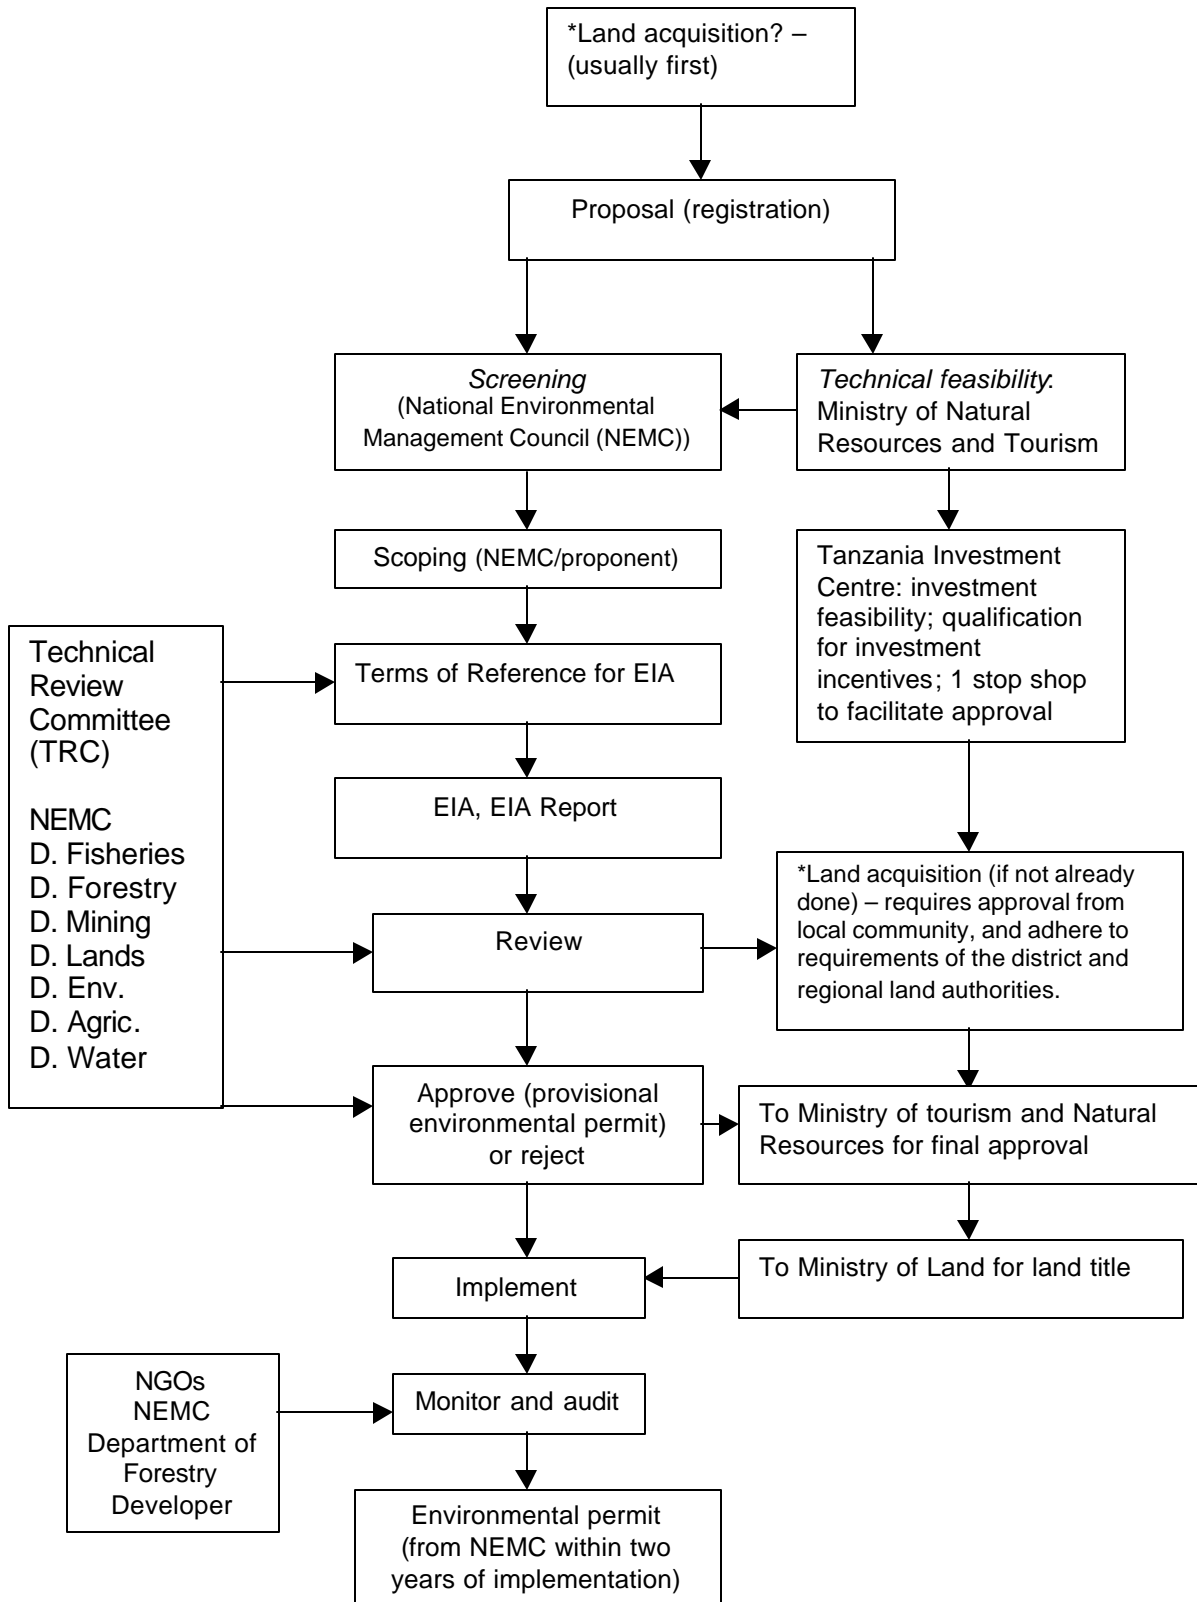 *Land acquisition? –
(usually first)
Proposal (registration)
Screening
(National Environmental
Management Council (NEMC))
Technical feasibility:
Ministry of Natural
Resources and Tourism
Scoping (NEMC/proponent)
Tanzania Investment
Centre: investment
feasibility; qualification
for investment
incentives; 1 stop shop
to facilitate approval
Technical
Review
Committee
(TRC)
NEMC
D. Fisheries
D. Forestry
D. Mining
D. Lands
D. Env.
D. Agric.
D. Water
Terms of Reference for EIA
EIA, EIA Report
Review
*Land acquisition (if not already
done) – requires approval from
local community, and adhere to
requirements of the district and
regional land authorities.
Approve (provisional
environmental permit)
or reject
To Ministry of tourism and Natural
Resources for final approval
Implement
To Ministry of Land for land title
NGOs
NEMC
Department of
Forestry
Developer
Monitor and audit
Environmental permit
(from NEMC within two
years of implementation)